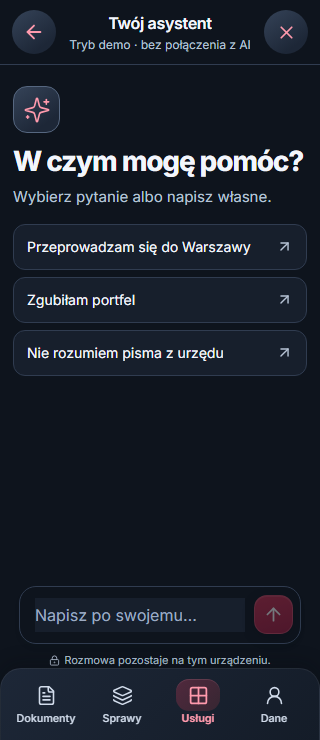 Twój asystent
Tryb demo · bez połączenia z AI
W czym mogę pomóc?
Wybierz pytanie albo napisz własne.
Przeprowadzam się do Warszawy
Zgubiłam portfel
Nie rozumiem pisma z urzędu
Napisz po swojemu...
Rozmowa pozostaje na tym urządzeniu.
Dokumenty Sprawy Usługi Dane